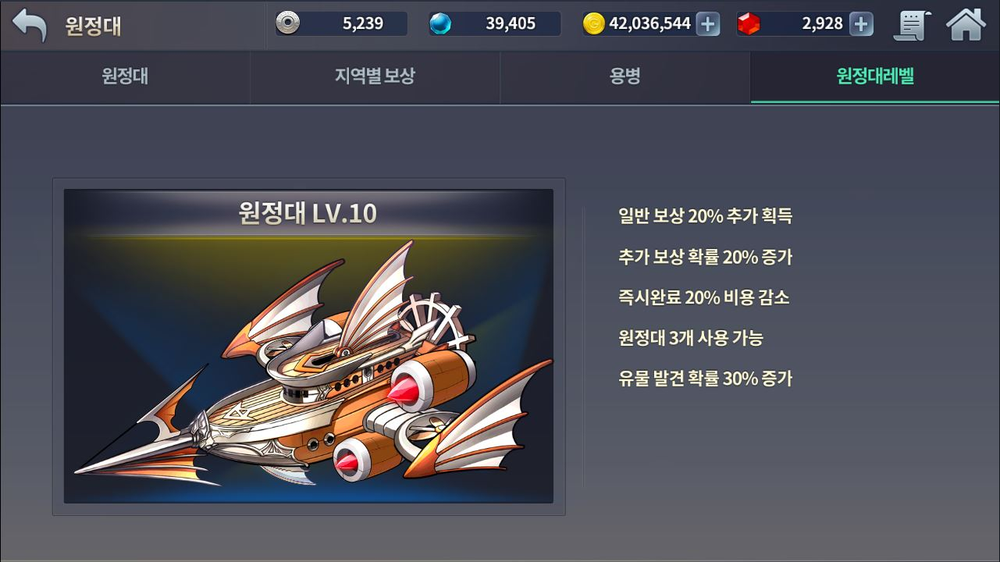 원정대
5,239
39,405
42,036,544
2,928
원정대
지역별 보상
용병
원정대레벨
원정대 LV.10
일반 보상 20% 추가 획득
추가 보상 확률 20% 증가
즉시완료 20% 비용 감소
원정대 3개 사용 가능
유물 발견 확률 30% 증가